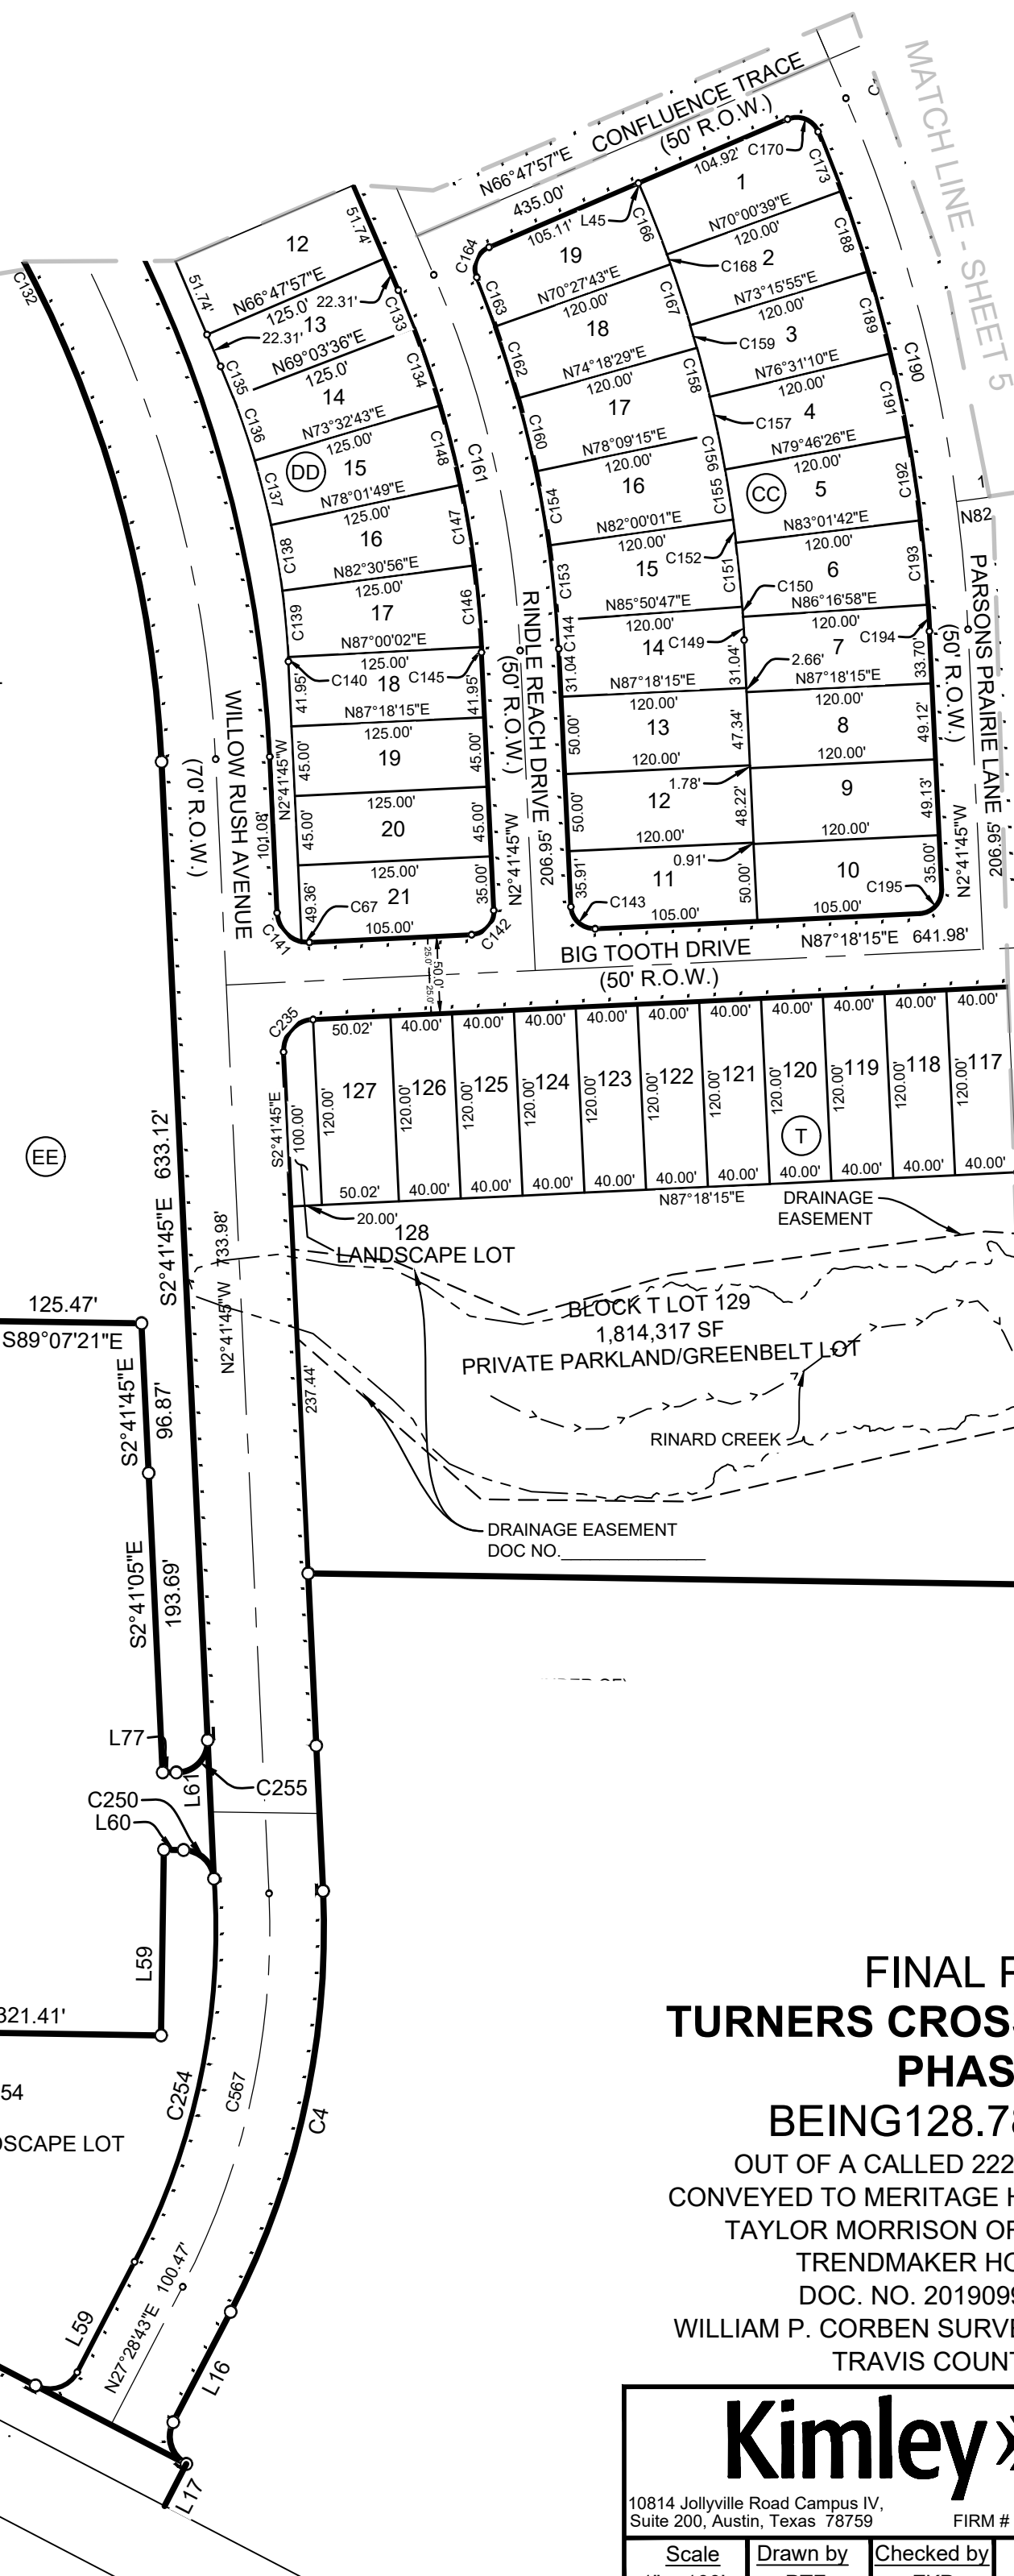 CONFLUENCE TRACE
(50' R.O.W.)
N66°47'57"E
435.00'
MATCH LINE - SHEET 5
C170
104.92'
1
C173
N70°00'39"E
120.00'
L45
105.11'
C166
19
C164
C163
N70°27'43"E
120.00'
C168
2
C188
N73°15'55"E
120.00'
18
C167
C162
N74°18'29"E
120.00'
C159
3
C189
C190
N76°31'10"E
120.00'
17
C158
C160
N78°09'15"E
120.00'
C157
4
C191
N79°46'26"E
120.00'
C156
16
C155
C154
CC
5
C192
N82°00'01"E
120.00'
C152
N83°01'42"E
120.00'
15
C151
C153
6
C193
N85°50'47"E
120.00'
C150
N86°16'58"E
120.00'
C144
31.04'
14
C149
31.04'
7
C194
33.70'
2.66'
N87°18'15"E
120.00'
N87°18'15"E
120.00'
13
50.00'
47.34'
8
49.12'
120.00'
1.78'
120.00'
12
50.00'
48.22'
9
49.13'
120.00'
0.91'
120.00'
11
35.91'
50.00'
10
C195
35.00'
C143
105.00'
105.00'
N82
PARSONS PRAIRIE LANE
(50' R.O.W.)
N2°41'45"W
206.95'
C132
12
51.74'
51.74'
N66°47'57"E
125.0'
22.31'
13
22.31'
C133
C135
N69°03'36"E
125.0'
14
C134
C136
N73°32'43"E
125.00'
DD
15
C148
C161
C137
N78°01'49"E
125.00'
16
C147
C138
N82°30'56"E
125.00'
17
C146
C139
N87°00'02"E
125.00'
C140
18
C145
41.95'
41.95'
N87°18'15"E
125.00'
19
45.00'
45.00'
125.00'
20
45.00'
45.00'
125.00'
21
49.36'
35.00'
C67
105.00'
C141
C142
N2°41'45"W
101.08'
RINDLE REACH DRIVE
(50' R.O.W.)
N2°41'45"W
206.95'
WILLOW RUSH AVENUE
(70' R.O.W.)
BIG TOOTH DRIVE
(50' R.O.W.)
N87°18'15"E 641.98'
25.0'
50.0'
25.0'
C235
50.02' 40.00' 40.00' 40.00' 40.00' 40.00' 40.00' 40.00' 40.00' 40.00' 40.00'
127 126 125 124 123 122 121 120 119 118 117
120.00' 120.00' 120.00' 120.00' 120.00' 120.00' 120.00' 120.00' 120.00' 120.00' 120.00'
S2°41'45"E
100.00'
T
50.02' 40.00' 40.00' 40.00' 40.00' 40.00' 40.00' 40.00' 40.00' 40.00' 40.00'
N87°18'15"E
20.00'
128
LANDSCAPE LOT
DRAINAGE
EASEMENT
BLOCK T LOT 129
1,814,317 SF
PRIVATE PARKLAND/GREENBELT LOT
RINARD CREEK
DRAINAGE EASEMENT
DOC NO._______________
EE
S2°41'45"E 633.12'
N2°41'45"W 733.98'
237.44'
125.47'
S89°07'21"E
S2°41'45"E
96.87'
S2°41'05"E
193.69'
L77
L61
C255
C250
L60
L59
321.41'
54
DSCAPE LOT
C254
C567
C4
L59
N27°28'43"E 100.47'
L16
L17
FINAL P
TURNERS CROSS
PHAS
BEING128.78
OUT OF A CALLED 222
CONVEYED TO MERITAGE H
TAYLOR MORRISON OF
TRENDMAKER HO
DOC. NO. 2019099
WILLIAM P. CORBEN SURVE
TRAVIS COUNT
Kimley»
10814 Jollyville Road Campus IV,
Suite 200, Austin, Texas 78759
FIRM #
Scale
Drawn by
Checked by